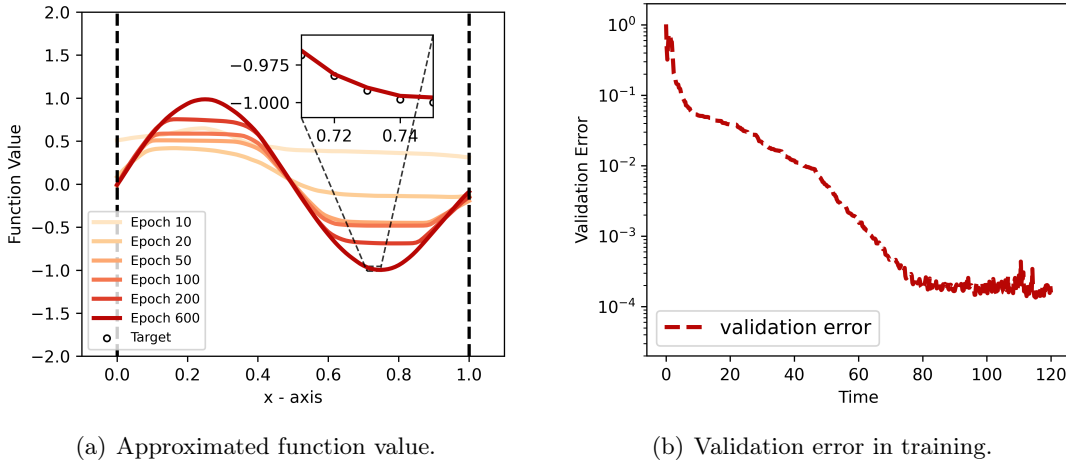 2.0
1.5
1.0
0.5
0.0
−0.5
−1.0
−1.5
−2.0
Function Value
−0.975
−1.000
0.72
0.74
Epoch 10
Epoch 20
Epoch 50
Epoch 100
Epoch 200
Epoch 600
Target
0.0
0.2
0.4
0.6
0.8
1.0
x - axis
(a) Approximated function value.
10⁰
10⁻¹
10⁻²
10⁻³
10⁻⁴
Validation Error
validation error
0
20
40
60
80
100
120
Time
(b) Validation error in training.